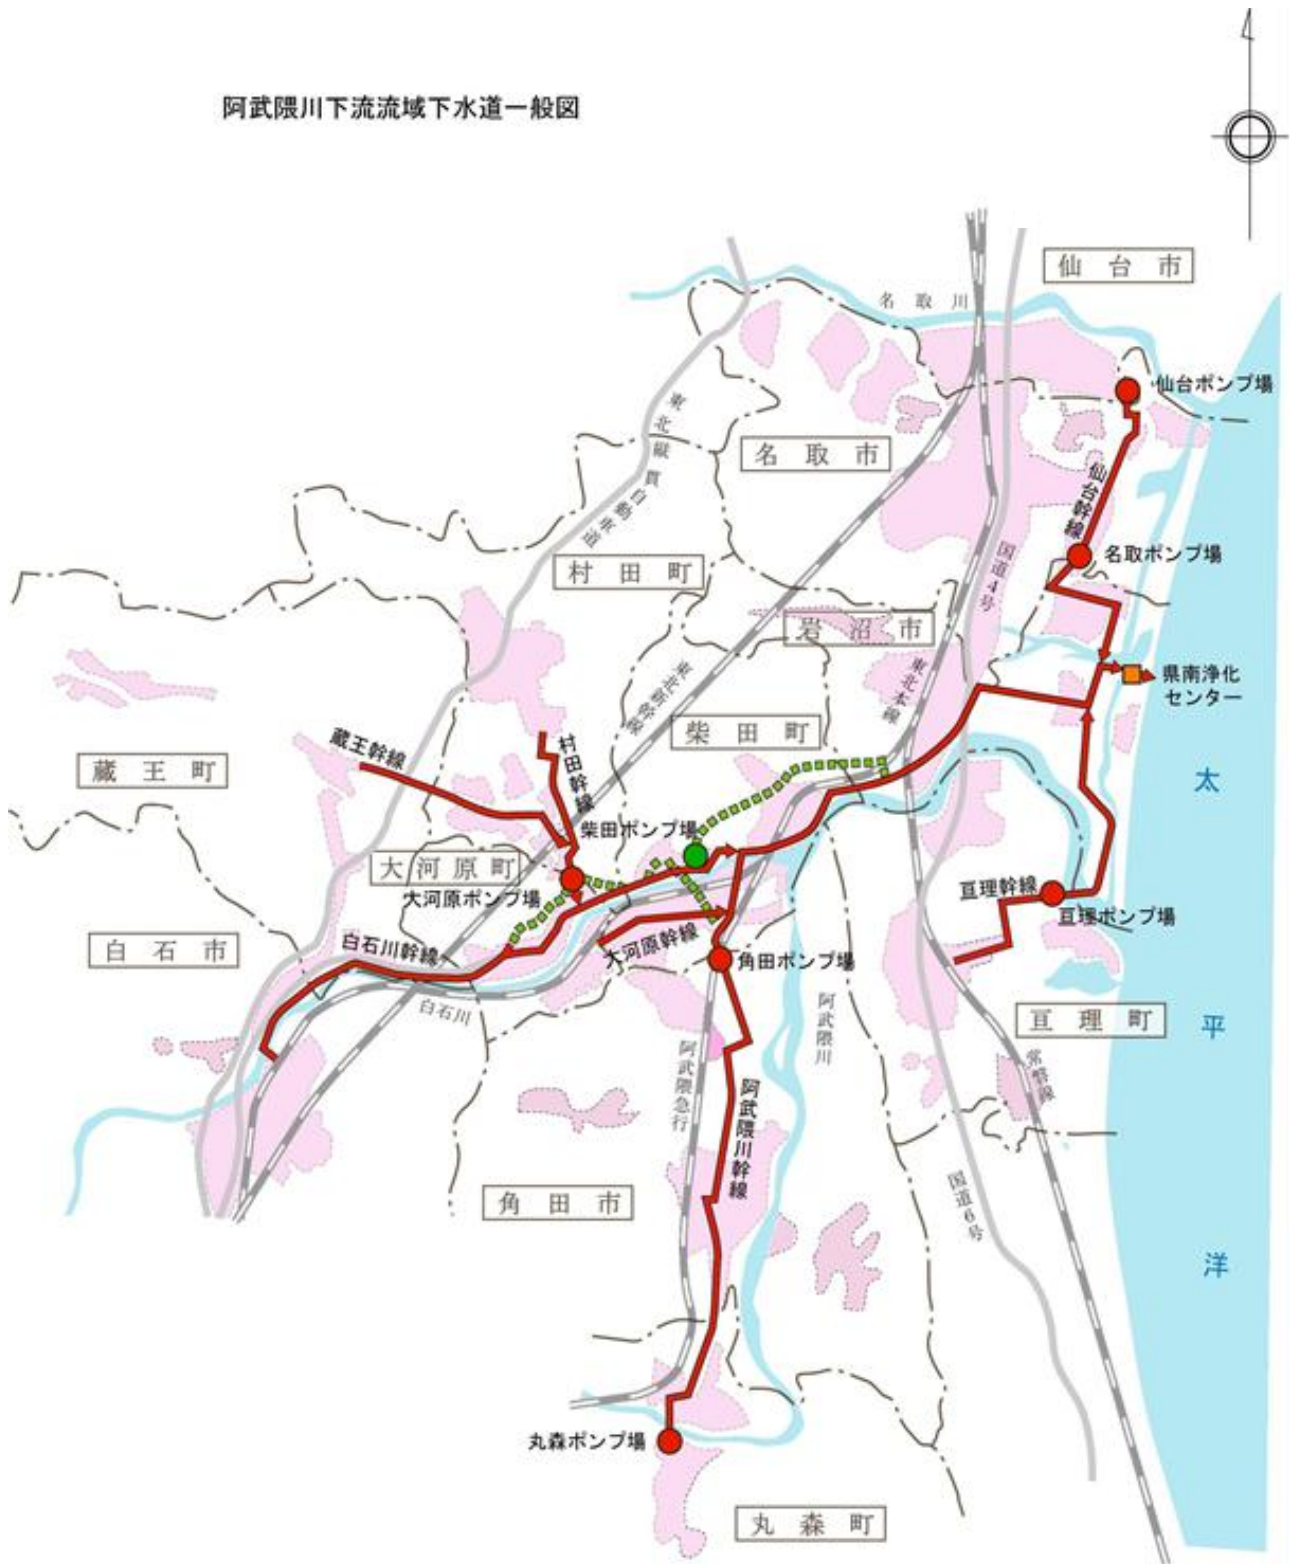 阿武隈川下流流域下水道一般図
仙台市
名取川
仙台ポンプ場
東北縦貫自動車道
名取市
仙台幹線
国道4号
名取ポンプ場
村田町
岩沼市
東北本線
東北新幹線
県南浄化
センター
柴田町
蔵王幹線
村田幹線
蔵王町
太平洋
柴田ポンプ場
大河原町
大河原ポンプ場
亘理幹線
亘理ポンプ場
白石市
白石川幹線
大河原幹線
角田ポンプ場
白石川
阿武隈川
亘理町
阿武隈急行
常磐線
阿武隈川幹線
角田市
国道6号
丸森ポンプ場
丸森町